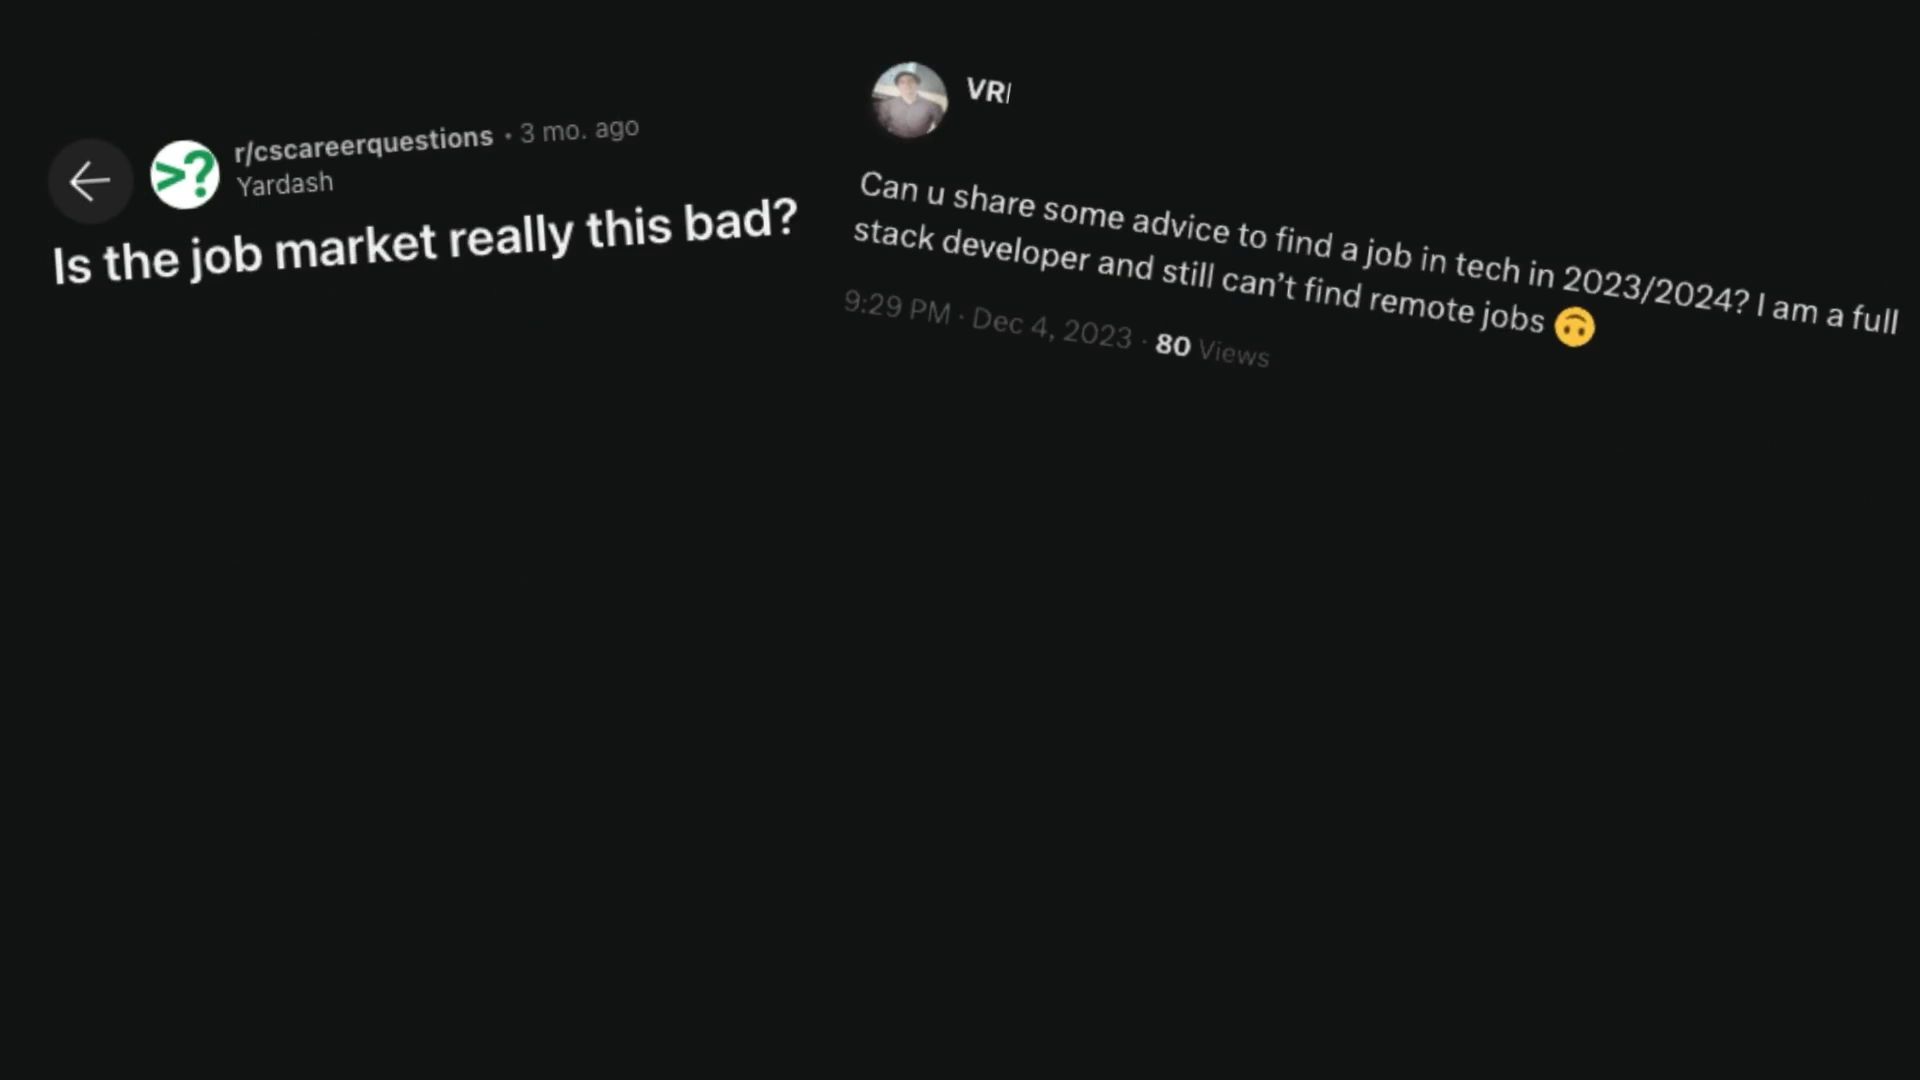 r/cscareerquestions • 3 mo. ago
Yardash
Is the job market really this bad?
VR
Can u share some advice to find a job in tech in 2023/2024? I am a full
stack developer and still can’t find remote jobs 🙃
9:29 PM · Dec 4, 2023 · 80 Views